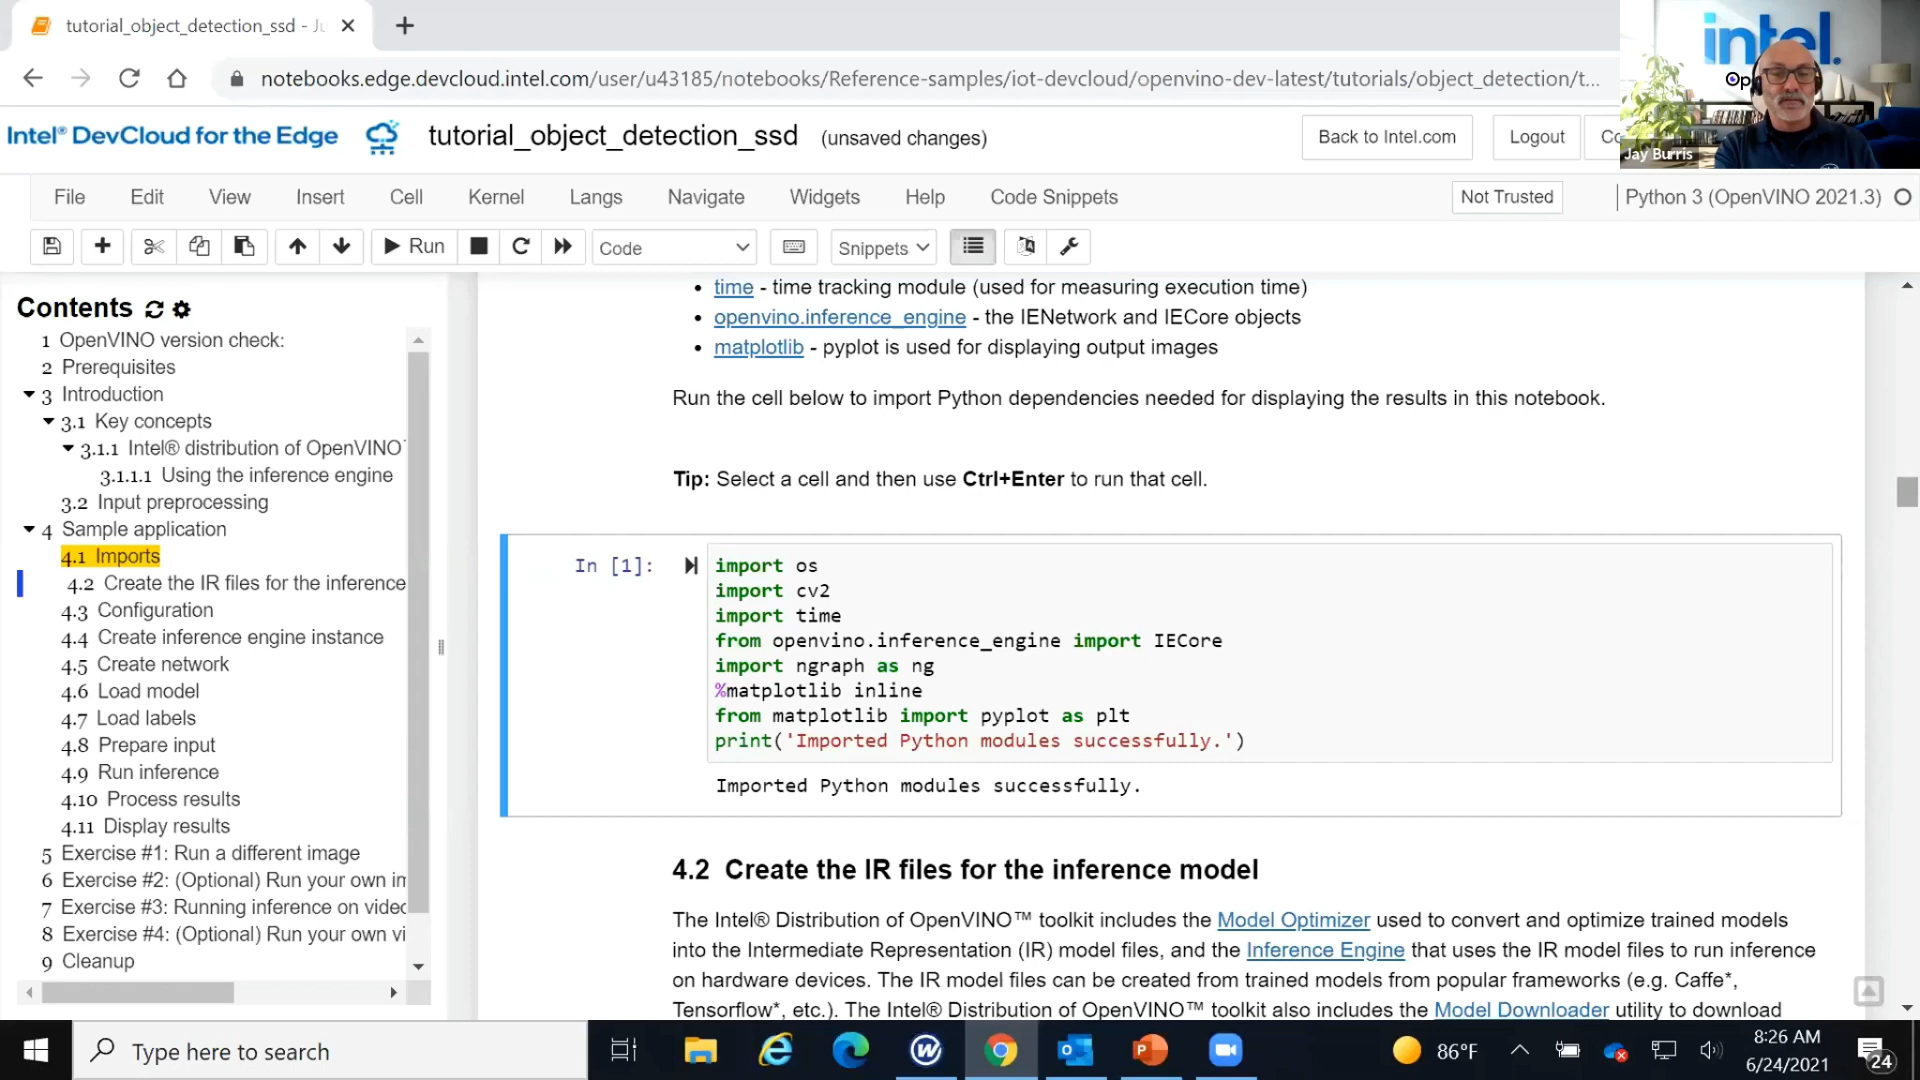 tutorial_object_detection_ssd - Ju
notebooks.edge.devcloud.intel.com/user/u43185/notebooks/Reference-samples/iot-devcloud/openvino-dev-latest/tutorials/object_detection/t...
intel.
Op
Jay Burris
Intel® DevCloud for the Edge
tutorial_object_detection_ssd (unsaved changes)
Back to Intel.com
Logout
Co
File Edit View Insert Cell Kernel Langs Navigate Widgets Help Code Snippets
Not Trusted
Python 3 (OpenVINO 2021.3)
Run
Code
Snippets
Contents
1 OpenVINO version check:
2 Prerequisites
3 Introduction
3.1 Key concepts
3.1.1 Intel® distribution of OpenVINO™
3.1.1.1 Using the inference engine
3.2 Input preprocessing
4 Sample application
4.1 Imports
4.2 Create the IR files for the inference
4.3 Configuration
4.4 Create inference engine instance
4.5 Create network
4.6 Load model
4.7 Load labels
4.8 Prepare input
4.9 Run inference
4.10 Process results
4.11 Display results
5 Exercise #1: Run a different image
6 Exercise #2: (Optional) Run your own im
7 Exercise #3: Running inference on video
8 Exercise #4: (Optional) Run your own vi
9 Cleanup
• time - time tracking module (used for measuring execution time)
• openvino.inference_engine - the IENetwork and IECore objects
• matplotlib - pyplot is used for displaying output images
Run the cell below to import Python dependencies needed for displaying the results in this notebook.
Tip: Select a cell and then use Ctrl+Enter to run that cell.
In [1]:
import os
import cv2
import time
from openvino.inference_engine import IECore
import ngraph as ng
%matplotlib inline
from matplotlib import pyplot as plt
print('Imported Python modules successfully.')
Imported Python modules successfully.
4.2 Create the IR files for the inference model
The Intel® Distribution of OpenVINO™ toolkit includes the Model Optimizer used to convert and optimize trained models
into the Intermediate Representation (IR) model files, and the Inference Engine that uses the IR model files to run inference
on hardware devices. The IR model files can be created from trained models from popular frameworks (e.g. Caffe*,
Tensorflow*, etc.). The Intel® Distribution of OpenVINO™ toolkit also includes the Model Downloader utility to download
Type here to search
86°F
8:26 AM
6/24/2021
24